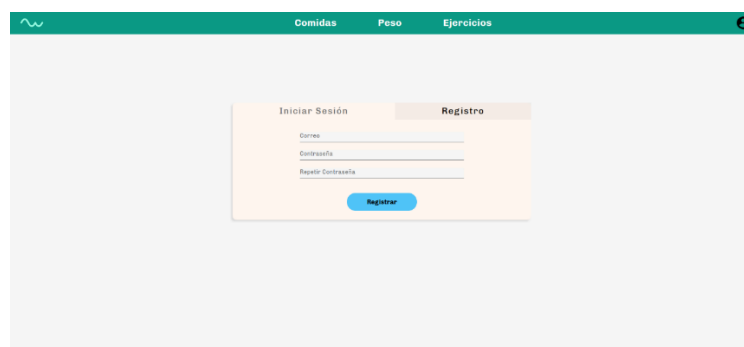 Comidas Peso Ejercicios
Iniciar Sesión Registro
Correo
Contraseña
Repetir Contraseña
Registrar